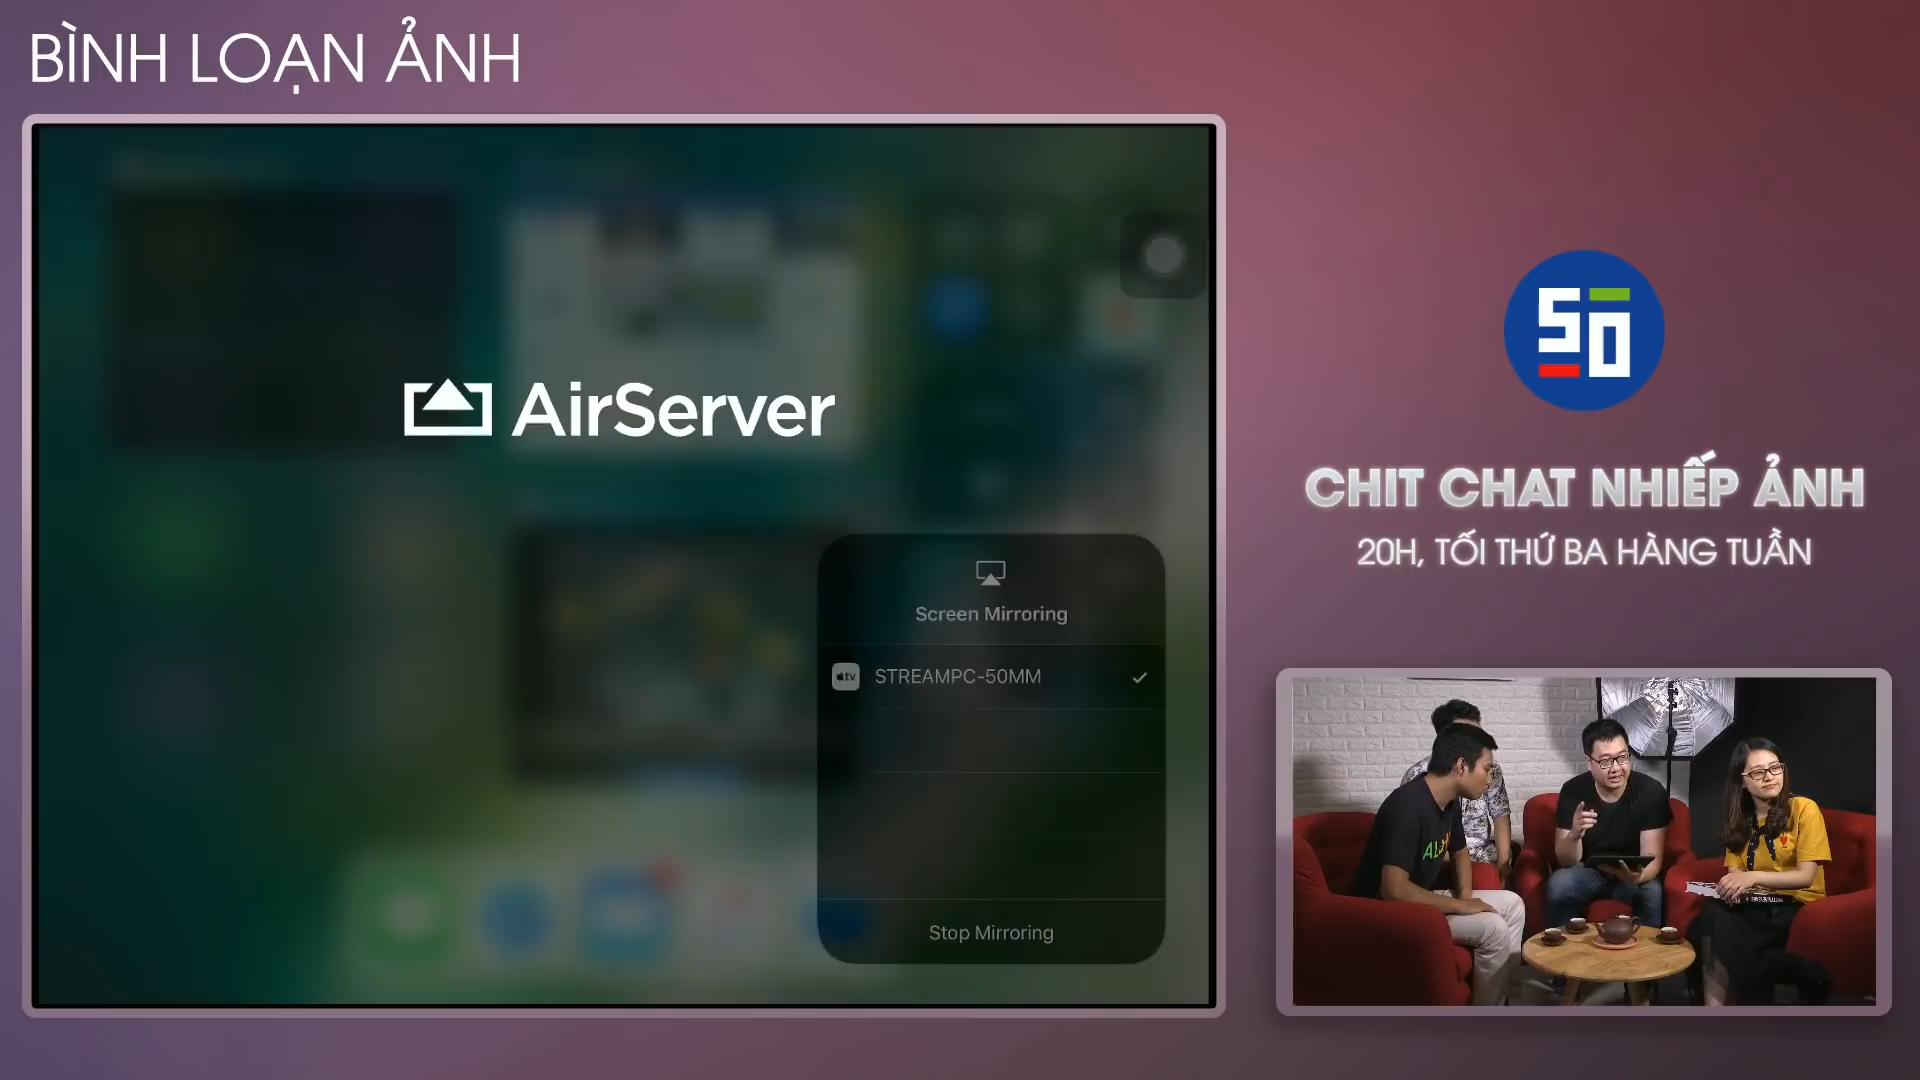 BÌNH LOẠN ẢNH
AirServer
Screen Mirroring
tv STREAMPC-50MM
Stop Mirroring
50
CHIT CHAT NHIẾP ẢNH
20H, TỐI THỨ BA HÀNG TUẦN